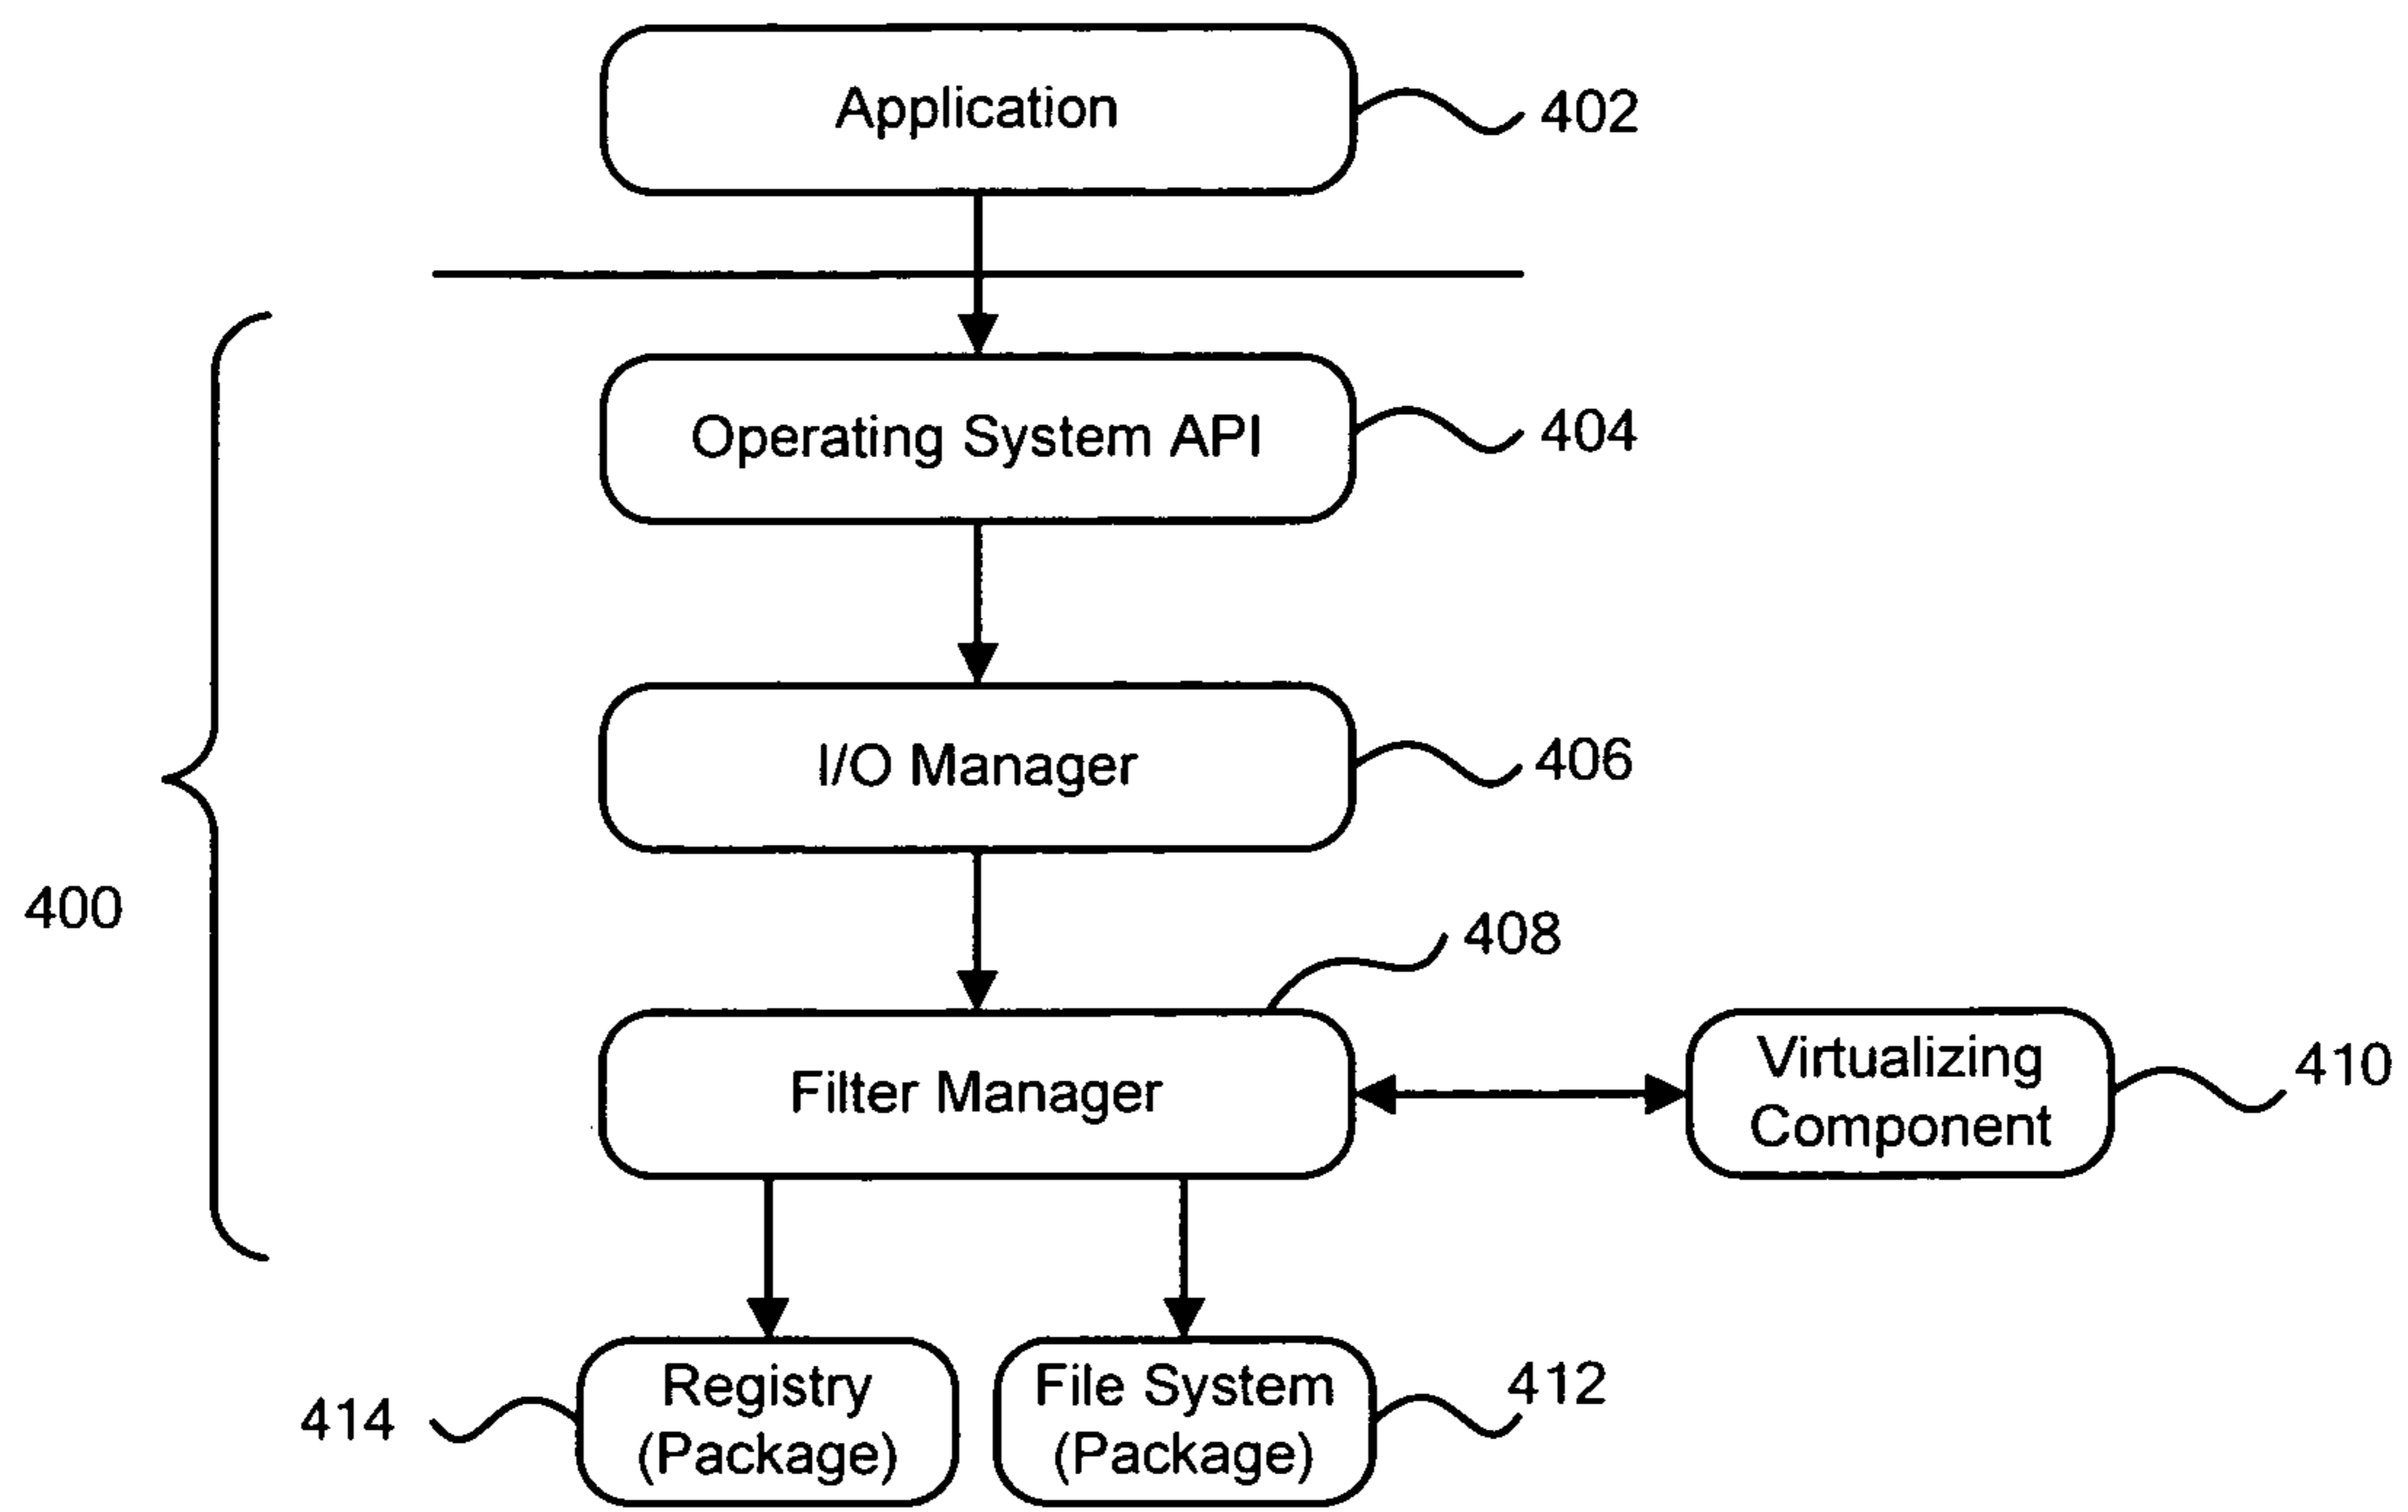 Application
402
Operating System API
404
I/O Manager
406
400
408
Filter Manager
Virtualizing
Component
410
Registry
(Package)
414
File System
(Package)
412